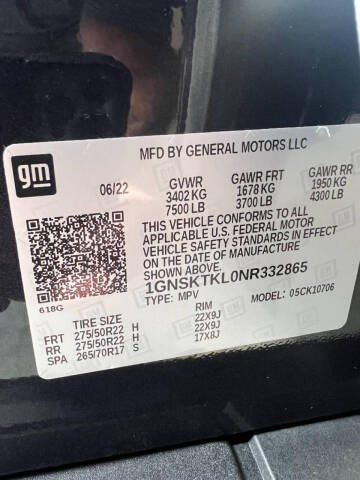 gm
MFD BY GENERAL MOTORS LLC
06/22 GVWR GAWR FRT GAWR RR
3402 KG 1678 KG 1950 KG
7500 LB 3700 LB 4300 LB
THIS VEHICLE CONFORMS TO ALL
APPLICABLE U.S. FEDERAL MOTOR
VEHICLE SAFETY STANDARDS IN EFFECT
ON THE DATE OF MANUFACTURE
1GNSKTKL0NR332865
TYPE: MPV MODEL: 05CK10706
618G
TIRE SIZE RIM
FRT 275/50R22 H 22X9J
RR 275/50R22 H 22X9J
SPA 265/70R17 S 17X8J